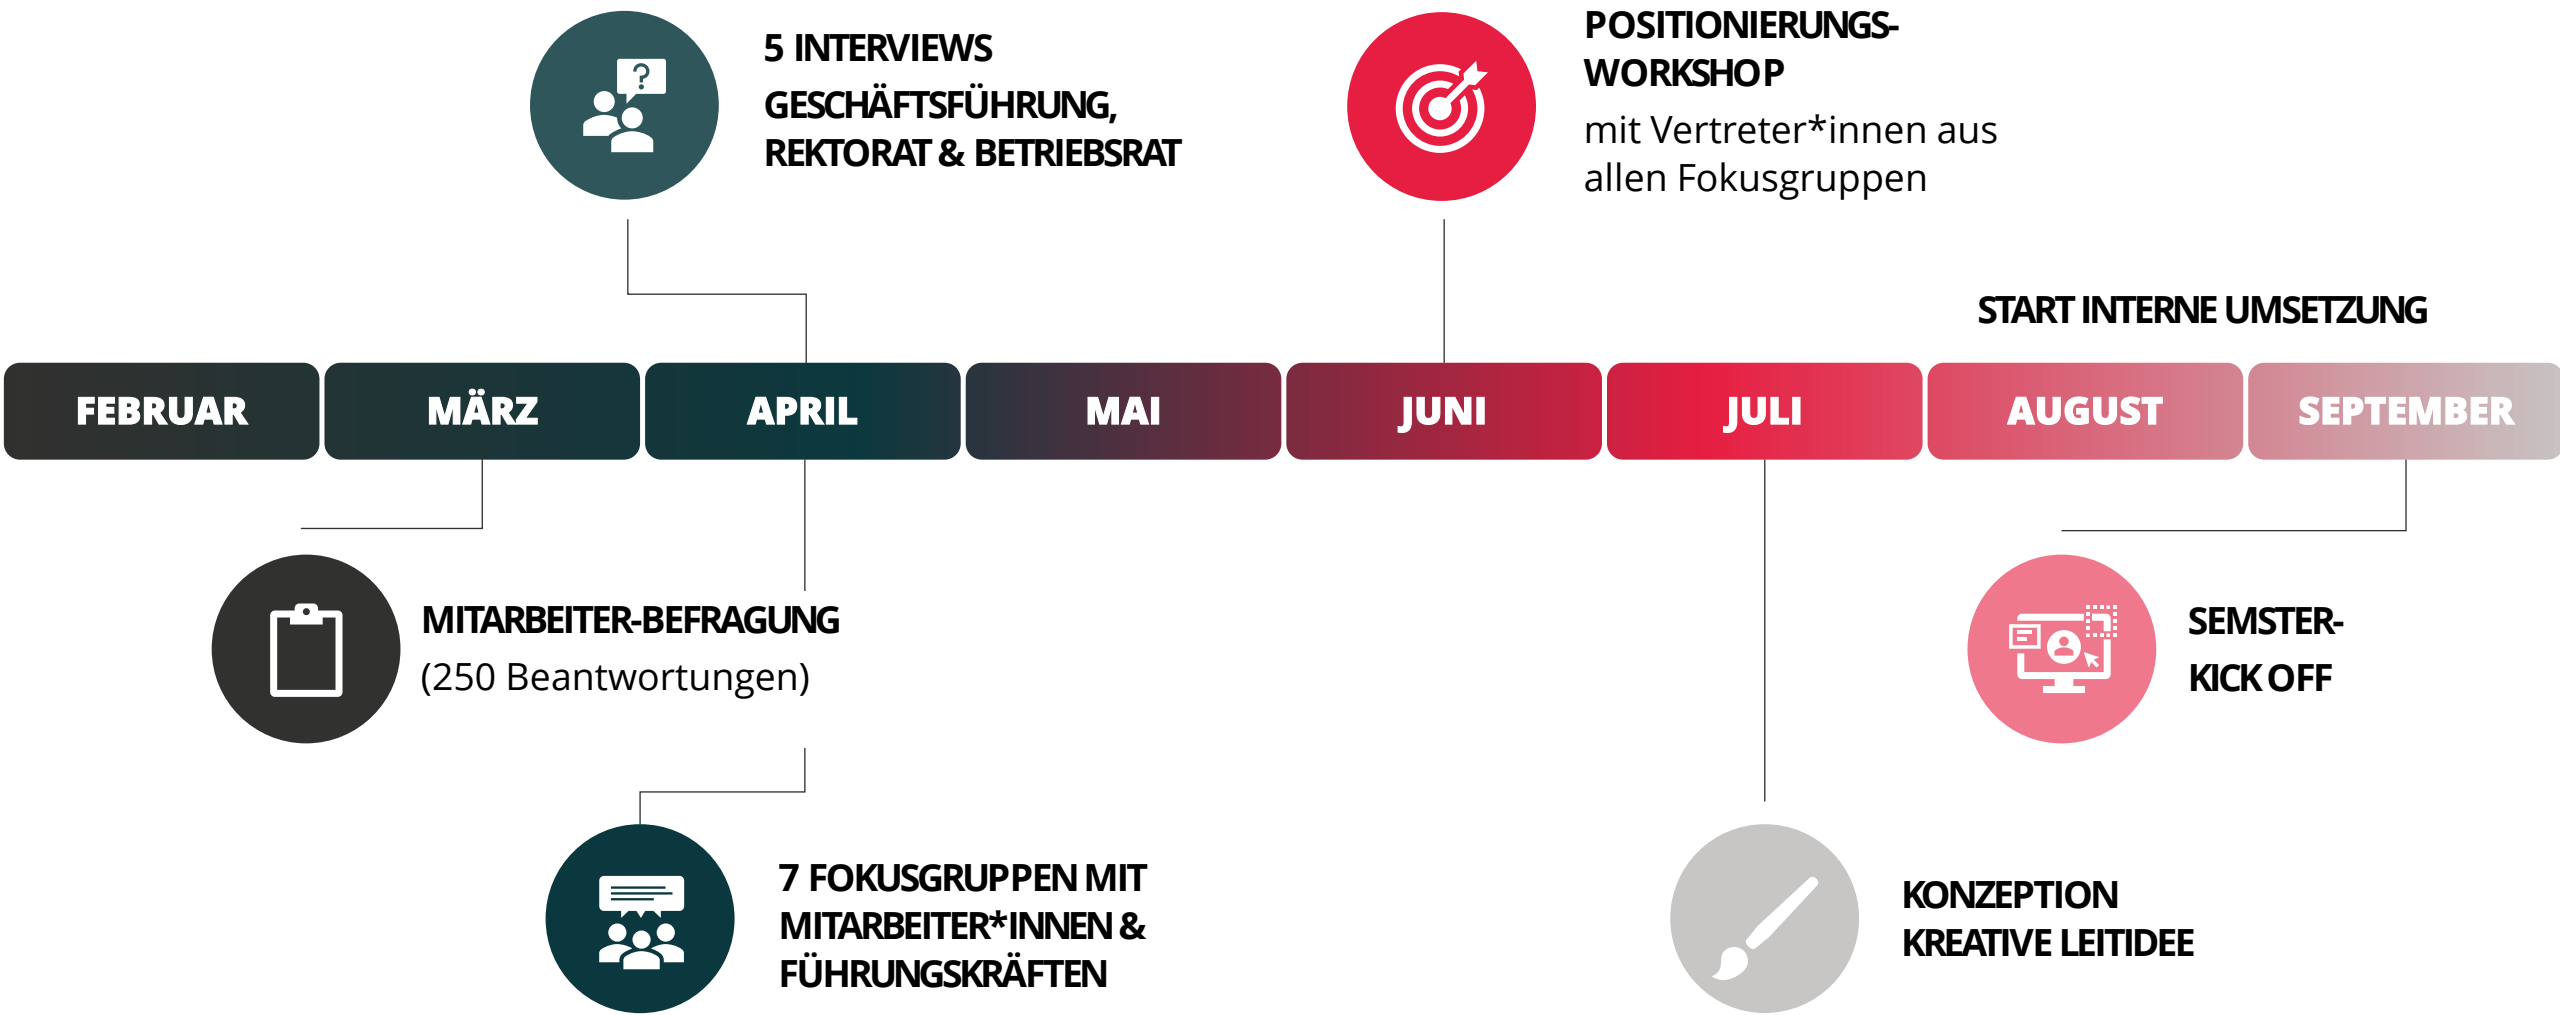 5 INTERVIEWS
GESCHÄFTSFÜHRUNG,
REKTORAT & BETRIEBSRAT
POSITIONIERUNGS-
WORKSHOP
mit Vertreter*innen aus
allen Fokusgruppen
START INTERNE UMSETZUNG
FEBRUAR
MÄRZ
APRIL
MAI
JUNI
JULI
AUGUST
SEPTEMBER
?
MITARBEITER-BEFRAGUNG
(250 Beantwortungen)
SEMSTER-
KICK OFF
7 FOKUSGRUPPEN MIT
MITARBEITER*INNEN &
FÜHRUNGSKRÄFTEN
KONZEPTION
KREATIVE LEITIDEE